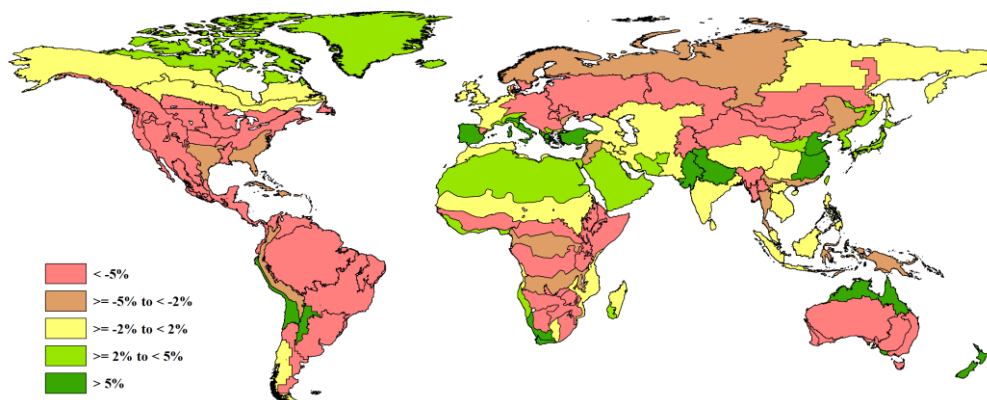 < -5%
>= -5% to < -2%
>= -2% to < 2%
>= 2% to < 5%
> 5%